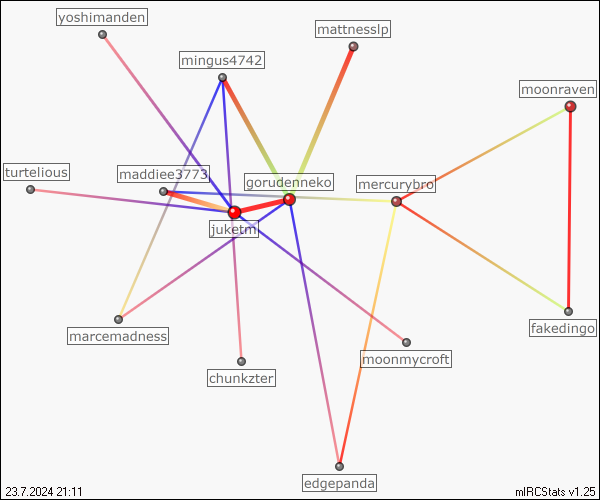 yoshimanden
mattnesslp
mingus4742
moonraven
turtelious
maddiee3773
gorudenneko
mercurybro
juketm
marcemadness
fakedingo
moonmycroft
chunkzter
edgepanda
23.7.2024 21:11
mIRCStats v1.25